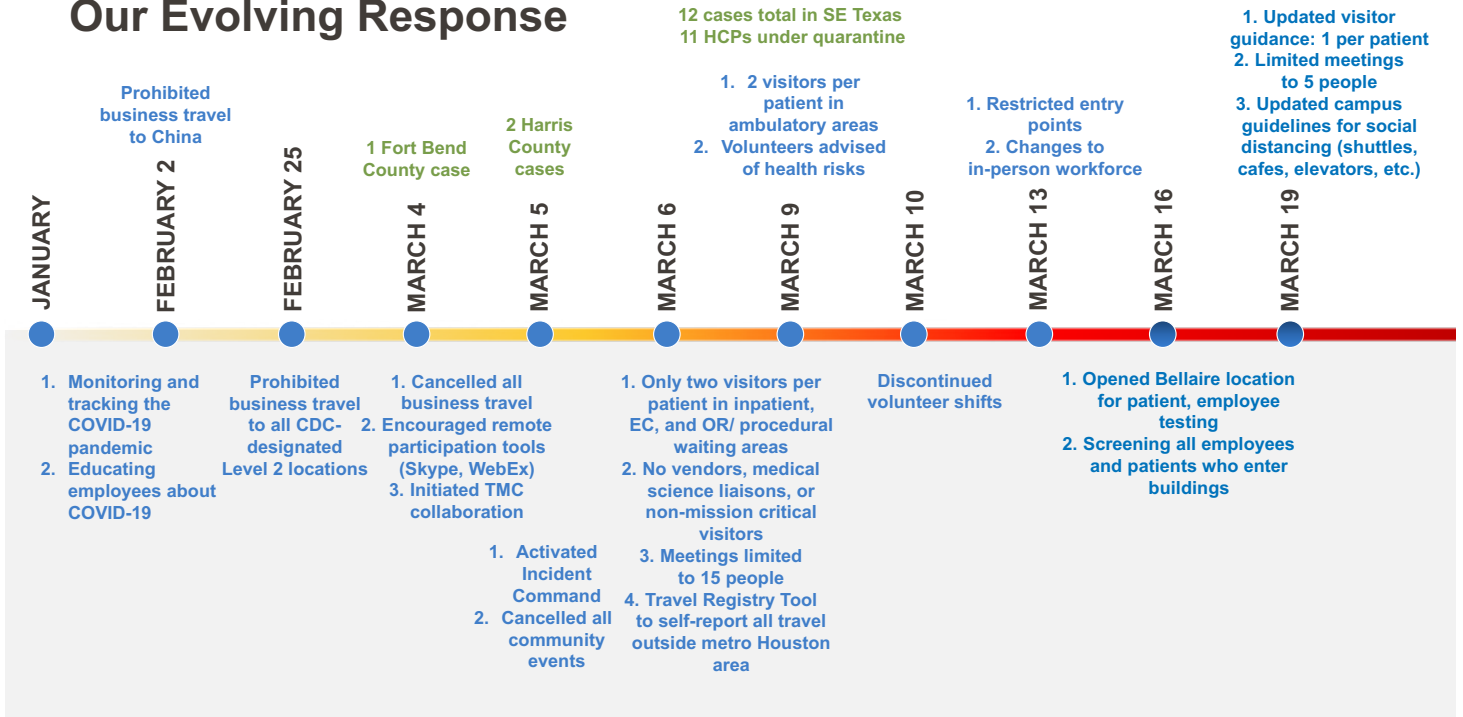 Our Evolving Response
Prohibited
business travel
to China
1 Fort Bend
County case
2 Harris
County
cases
12 cases total in SE Texas
11 HCPs under quarantine
1. 2 visitors per
patient in
ambulatory areas
2. Volunteers advised
of health risks
1. Restricted entry
points
2. Changes to
in-person workforce
1. Updated visitor
guidance: 1 per patient
2. Limited meetings
to 5 people
3. Updated campus
guidelines for social
distancing (shuttles,
cafes, elevators, etc.)
JANUARY
FEBRUARY 2
FEBRUARY 25
MARCH 4
MARCH 5
MARCH 6
MARCH 9
MARCH 10
MARCH 13
MARCH 16
MARCH 19
1. Monitoring and
tracking the
COVID-19
pandemic
2. Educating
employees about
COVID-19
Prohibited
business travel
to all CDC-
designated
Level 2 locations
1. Cancelled all
business travel
2. Encouraged remote
participation tools
(Skype, WebEx)
3. Initiated TMC
collaboration
1. Activated
Incident
Command
2. Cancelled all
community
events
1. Only two visitors per
patient in inpatient,
EC, and OR/ procedural
waiting areas
2. No vendors, medical
science liaisons, or
non-mission critical
visitors
3. Meetings limited
to 15 people
4. Travel Registry Tool
to self-report all travel
outside metro Houston
area
Discontinued
volunteer shifts
1. Opened Bellaire location
for patient, employee
testing
2. Screening all employees
and patients who enter
buildings